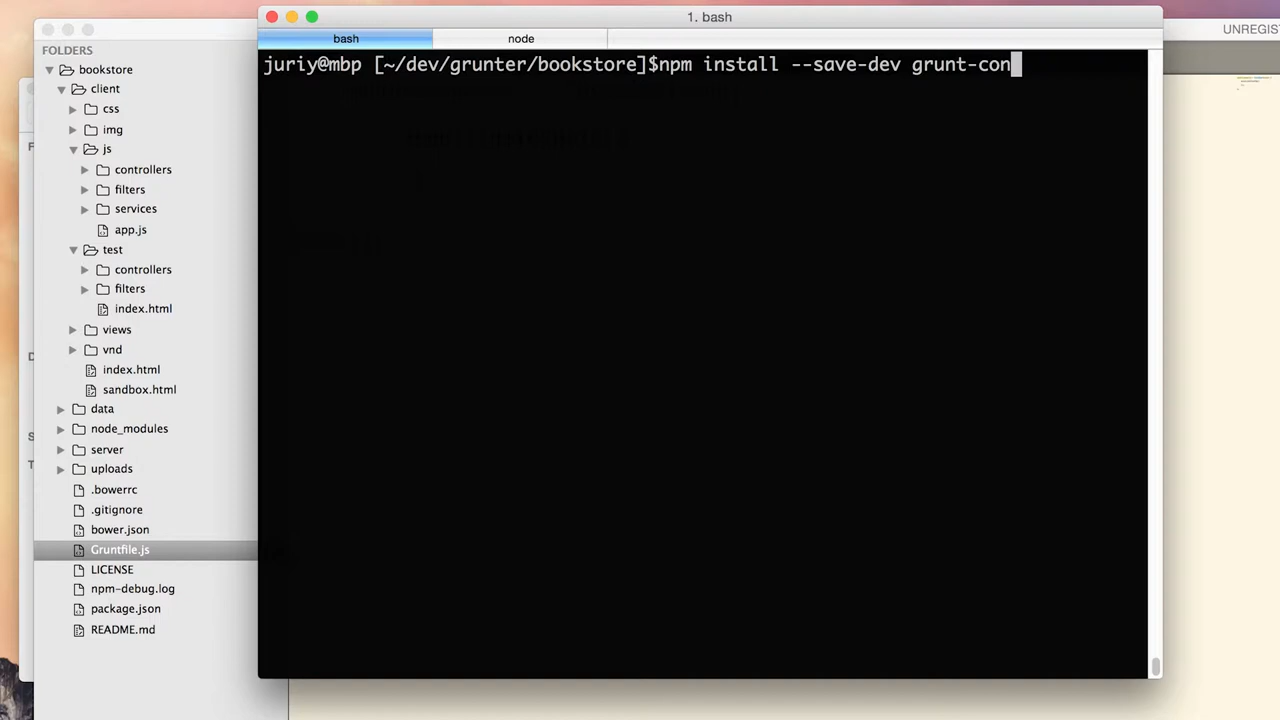 1. bash
bash
node
juriy@mbp [~/dev/grunter/bookstore]$npm install --save-dev grunt-con
UNREGIST
FOLDERS
bookstore
client
css
img
js
controllers
filters
services
app.js
test
controllers
filters
index.html
views
vnd
index.html
sandbox.html
data
node_modules
server
uploads
.bowerrc
.gitignore
bower.json
Gruntfile.js
LICENSE
npm-debug.log
package.json
README.md